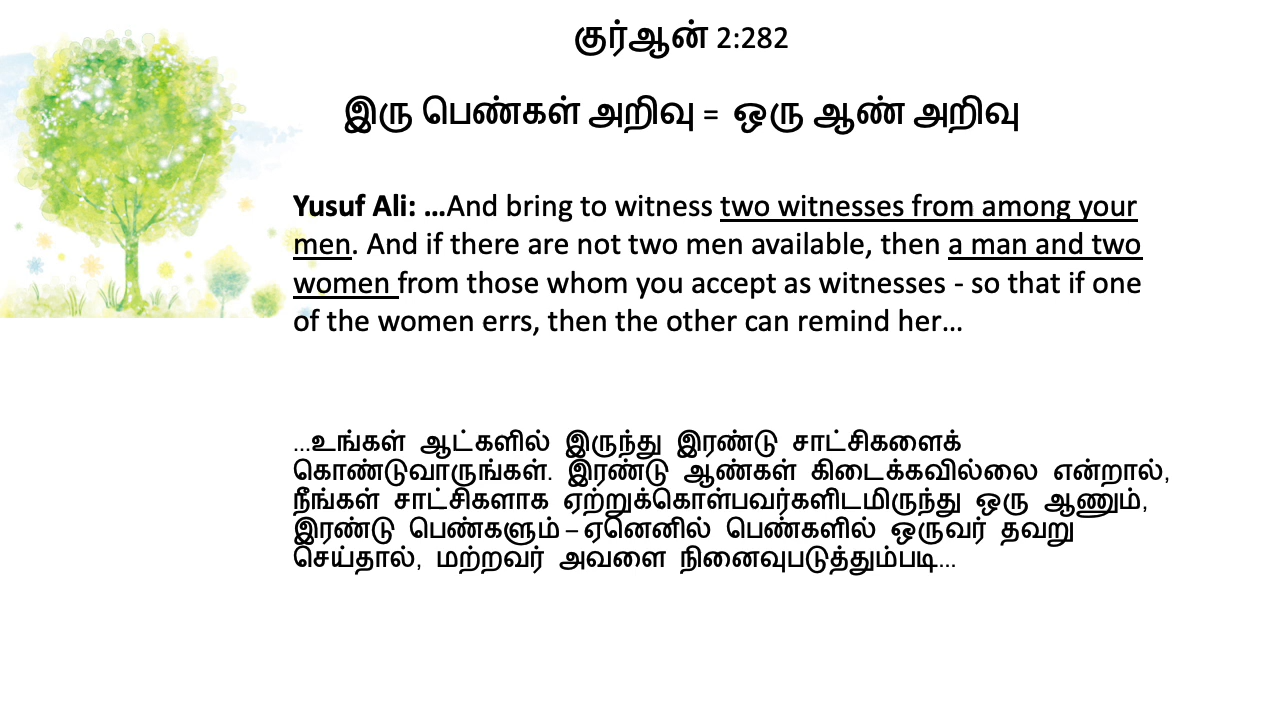 குர்ஆன் 2:282
இரு பெண்கள் அறிவு = ஒரு ஆண் அறிவு
Yusuf Ali: ...And bring to witness two witnesses from among your
men. And if there are not two men available, then a man and two
women from those whom you accept as witnesses - so that if one
of the women errs, then the other can remind her...
...உங்கள் ஆட்களில் இருந்து இரண்டு சாட்சிகளைக்
கொண்டுவாருங்கள். இரண்டு ஆண்கள் கிடைக்கவில்லை என்றால்,
நீங்கள் சாட்சிகளாக ஏற்றுக்கொள்பவர்களிடமிருந்து ஒரு ஆணும்,
இரண்டு பெண்களும் – ஏனெனில் பெண்களில் ஒருவர் தவறு
செய்தால், மற்றவர் அவளை நினைவுபடுத்தும்படி...